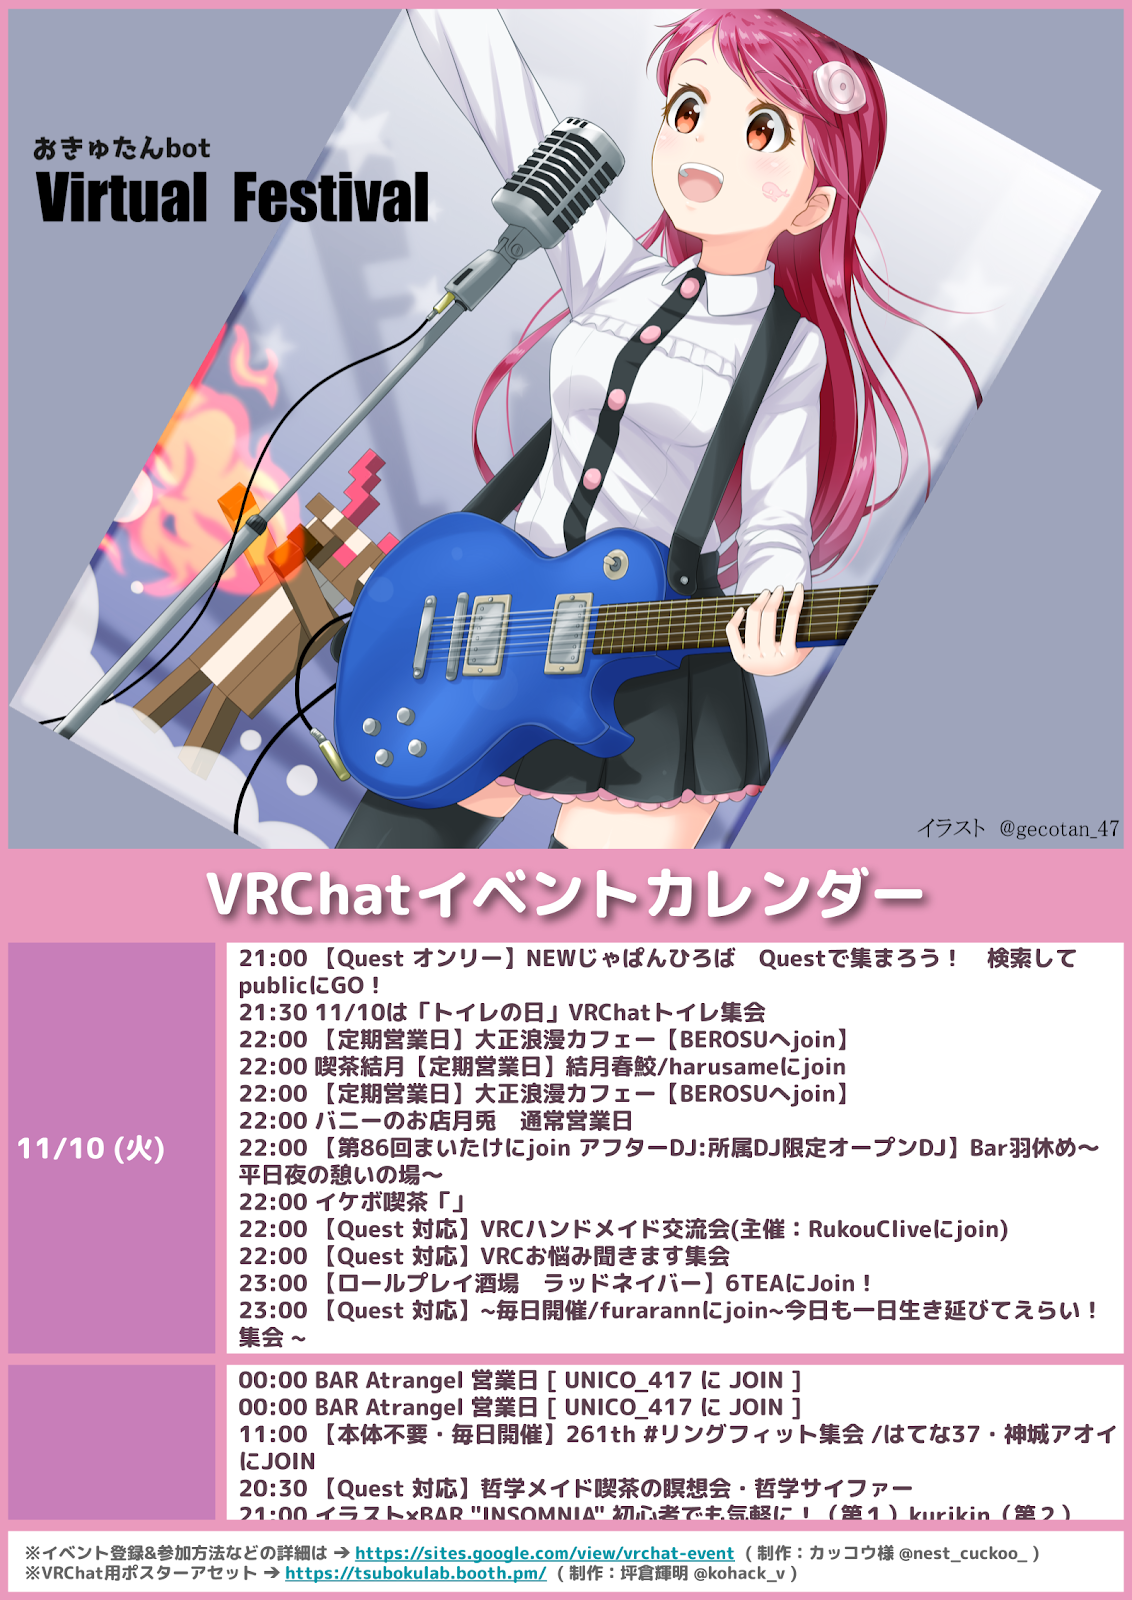 おきゅたんbot
Virtual Festival
イラスト @gecotan_47
VRChatイベントカレンダー
11/10 (火)
21:00 【Quest オンリー】NEWじゃぱんひろば　Questで集まろう！　検索して
publicにGO！
21:30 11/10は「トイレの日」VRChatトイレ集会
22:00 【定期営業日】大正浪漫カフェー【BEROSUへjoin】
22:00 喫茶結月【定期営業日】結月春鮫/harusameにjoin
22:00 【定期営業日】大正浪漫カフェー【BEROSUへjoin】
22:00 バニーのお店月兎　通常営業日
22:00 【第86回まいたけにjoin アフターDJ:所属DJ限定オープンDJ】Bar羽休め～
平日夜の憩いの場～
22:00 イケボ喫茶「」
22:00 【Quest 対応】VRCハンドメイド交流会(主催：RukouCliveにjoin)
22:00 【Quest 対応】VRCお悩み聞きます集会
23:00 【ロールプレイ酒場　ラッドネイバー】6TEAにJoin！
23:00 【Quest 対応】~毎日開催/furarannにjoin~今日も一日生き延びてえらい！
集会 ~
00:00 BAR Atrangel 営業日 [ UNICO_417 に JOIN ]
00:00 BAR Atrangel 営業日 [ UNICO_417 に JOIN ]
11:00 【本体不要・毎日開催】261th #リングフィット集会 /はてな37・神城アオイ
にJOIN
20:30 【Quest 対応】哲学メイド喫茶の瞑想会・哲学サイファー
21:00 イラスト×BAR "INSOMNIA" 初心者でも気軽に！（第１）kurikin（第２）
※イベント登録&参加方法などの詳細は → https://sites.google.com/view/vrchat-event ( 制作：カッコウ様 @nest_cuckoo_ )
※VRChat用ポスターアセット → https://tsubokulab.booth.pm/ ( 制作：坪倉輝明 @kohack_v )